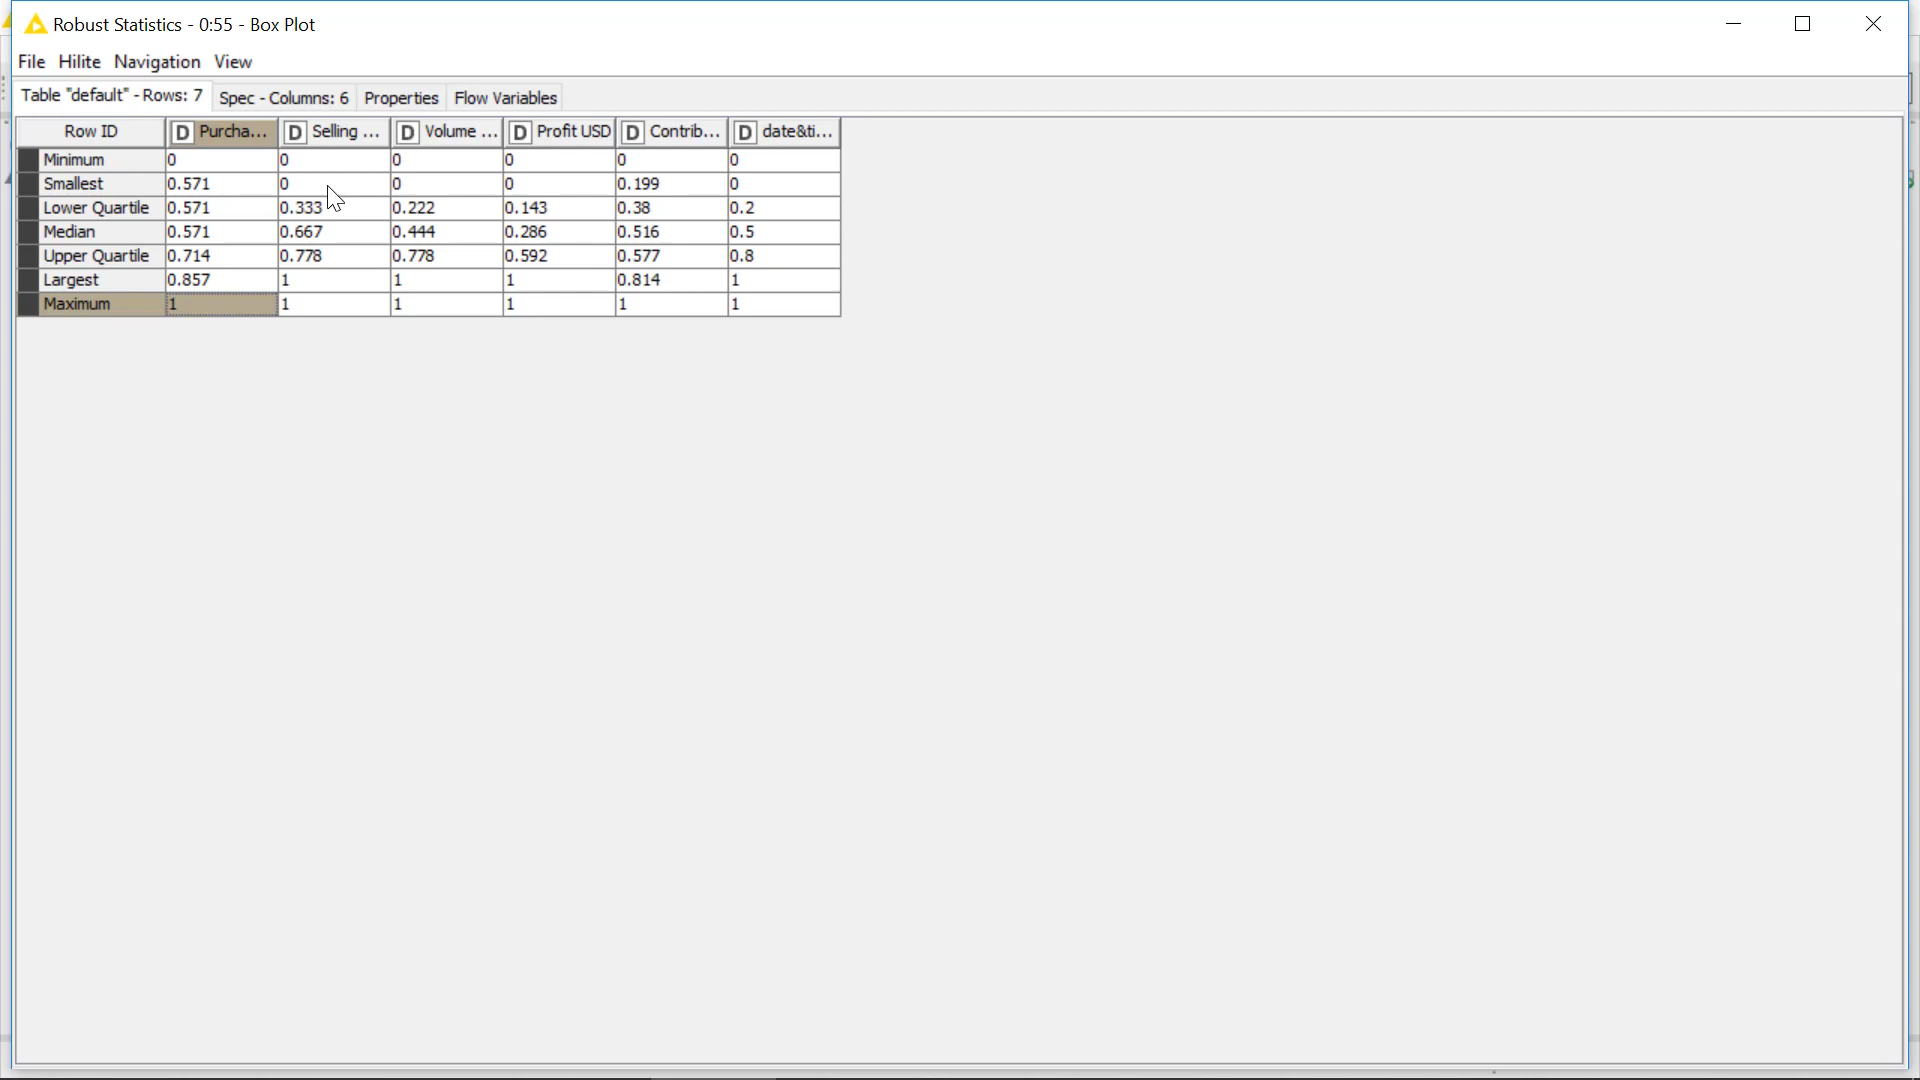 Robust Statistics - 0:55 - Box Plot
File Hilite Navigation View
Table "default" - Rows: 7 Spec - Columns: 6 Properties Flow Variables
Row ID D Purcha... D Selling ... D Volume ... D Profit USD D Contrib... D date&ti...
Minimum 0 0 0 0 0 0
Smallest 0.571 0 0 0 0.199 0
Lower Quartile 0.571 0.333 0.222 0.143 0.38 0.2
Median 0.571 0.667 0.444 0.286 0.516 0.5
Upper Quartile 0.714 0.778 0.778 0.592 0.577 0.8
Largest 0.857 1 1 1 0.814 1
Maximum 1 1 1 1 1 1